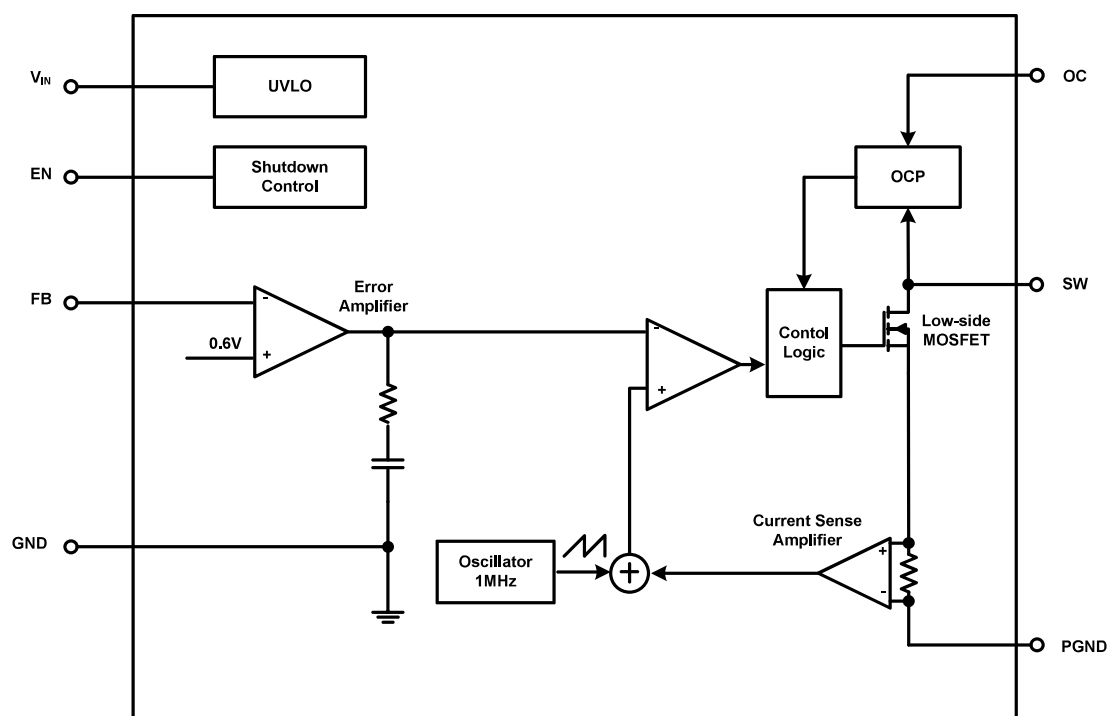 VIN
UVLO
OC
EN
Shutdown
Control
OCP
FB
Error
Amplifier
-
+
0.6V
-
+
Contol
Logic
SW
Low-side
MOSFET
GND
Oscillator
1MHz
+
Current Sense
Amplifier
+
-
PGND